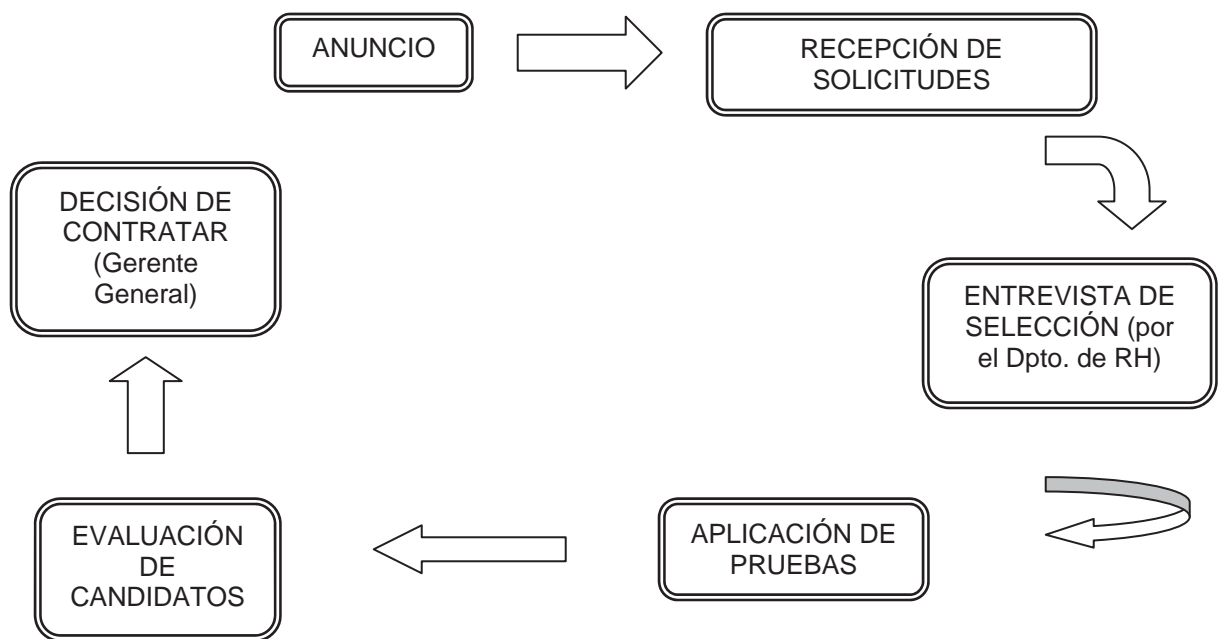 ANUNCIO
RECEPCIÓN DE
SOLICITUDES
ENTREVISTA DE
SELECCIÓN (por
el Dpto. de RH)
APLICACIÓN DE
PRUEBAS
EVALUACIÓN
DE
CANDIDATOS
DECISIÓN DE
CONTRATAR
(Gerente
General)